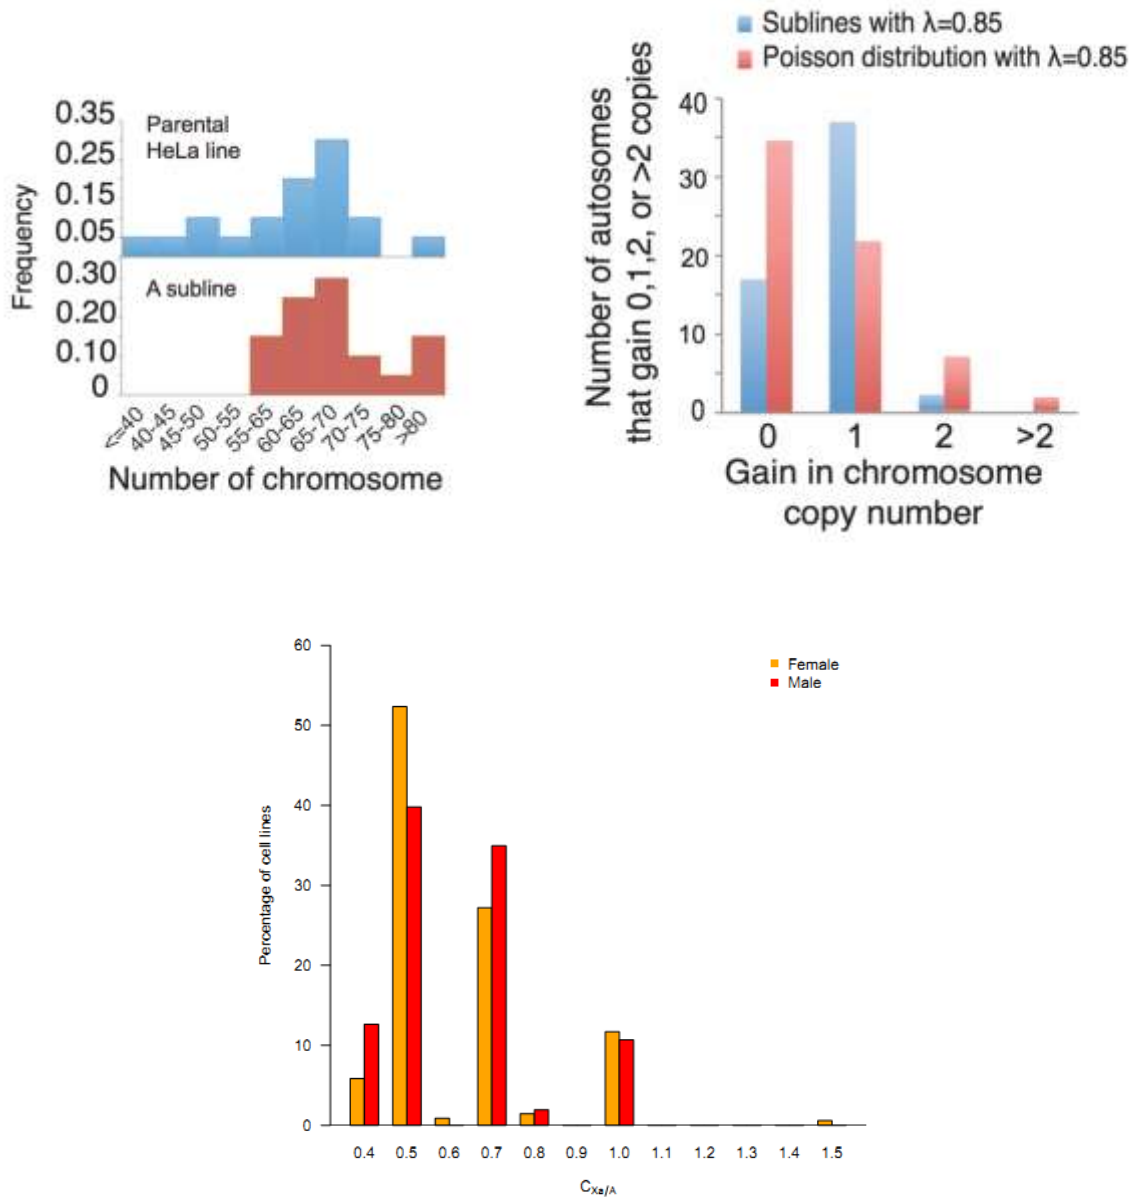 0.35
0.25
0.15
0.05
Parental
HeLa line
0.30
0.20
0.10
0
A subline
Frequency
<=40
40-45
45-50
50-55
55-65
60-65
65-70
70-75
75-80
>80
Number of chromosome
Sublines with λ=0.85
Poisson distribution with λ=0.85
Number of autosomes
that gain 0,1,2, or >2 copies
40
30
20
10
0
0 1 2 >2
Gain in chromosome
copy number
60
50
40
30
20
10
0
Percentage of cell lines
Female
Male
0.4 0.5 0.6 0.7 0.8 0.9 1.0 1.1 1.2 1.3 1.4 1.5
CXa/A